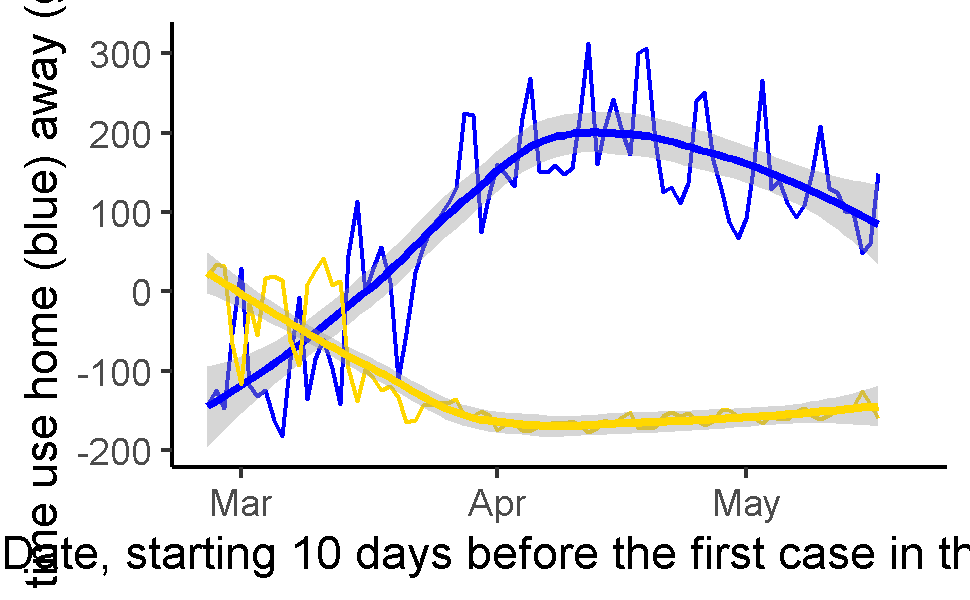 time use home (blue) away (
300
200
100
0
-100
-200
Mar Apr May
Date, starting 10 days before the first case in th